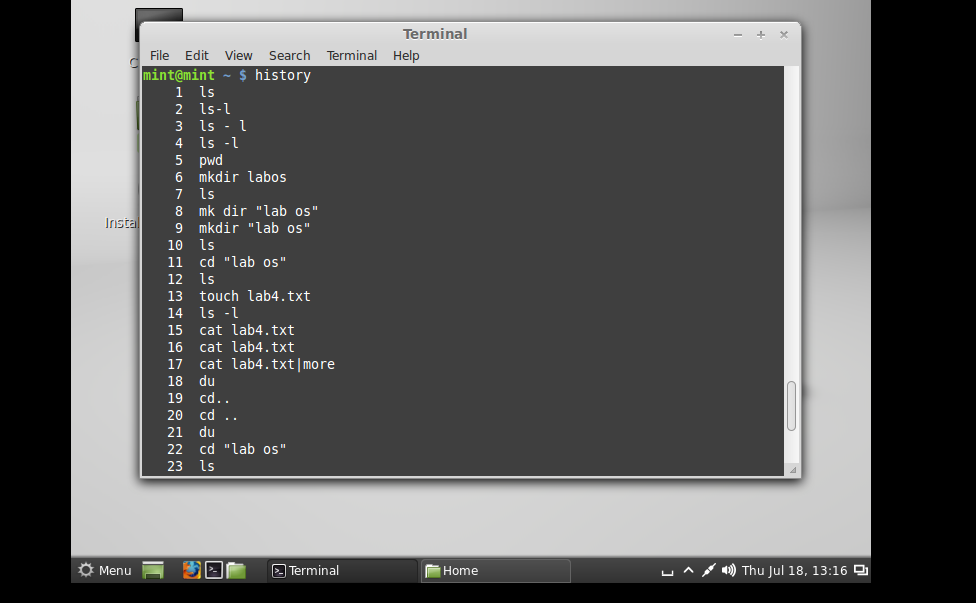 Terminal
File Edit View Search Terminal Help
mint@mint ~ $ history
1 ls
2 ls-l
3 ls - l
4 ls -l
5 pwd
6 mkdir labos
7 ls
8 mk dir "lab os"
9 mkdir "lab os"
10 ls
11 cd "lab os"
12 ls
13 touch lab4.txt
14 ls -l
15 cat lab4.txt
16 cat lab4.txt
17 cat lab4.txt|more
18 du
19 cd..
20 cd ..
21 du
22 cd "lab os"
23 ls
Menu Terminal Home Thu Jul 18, 13:16